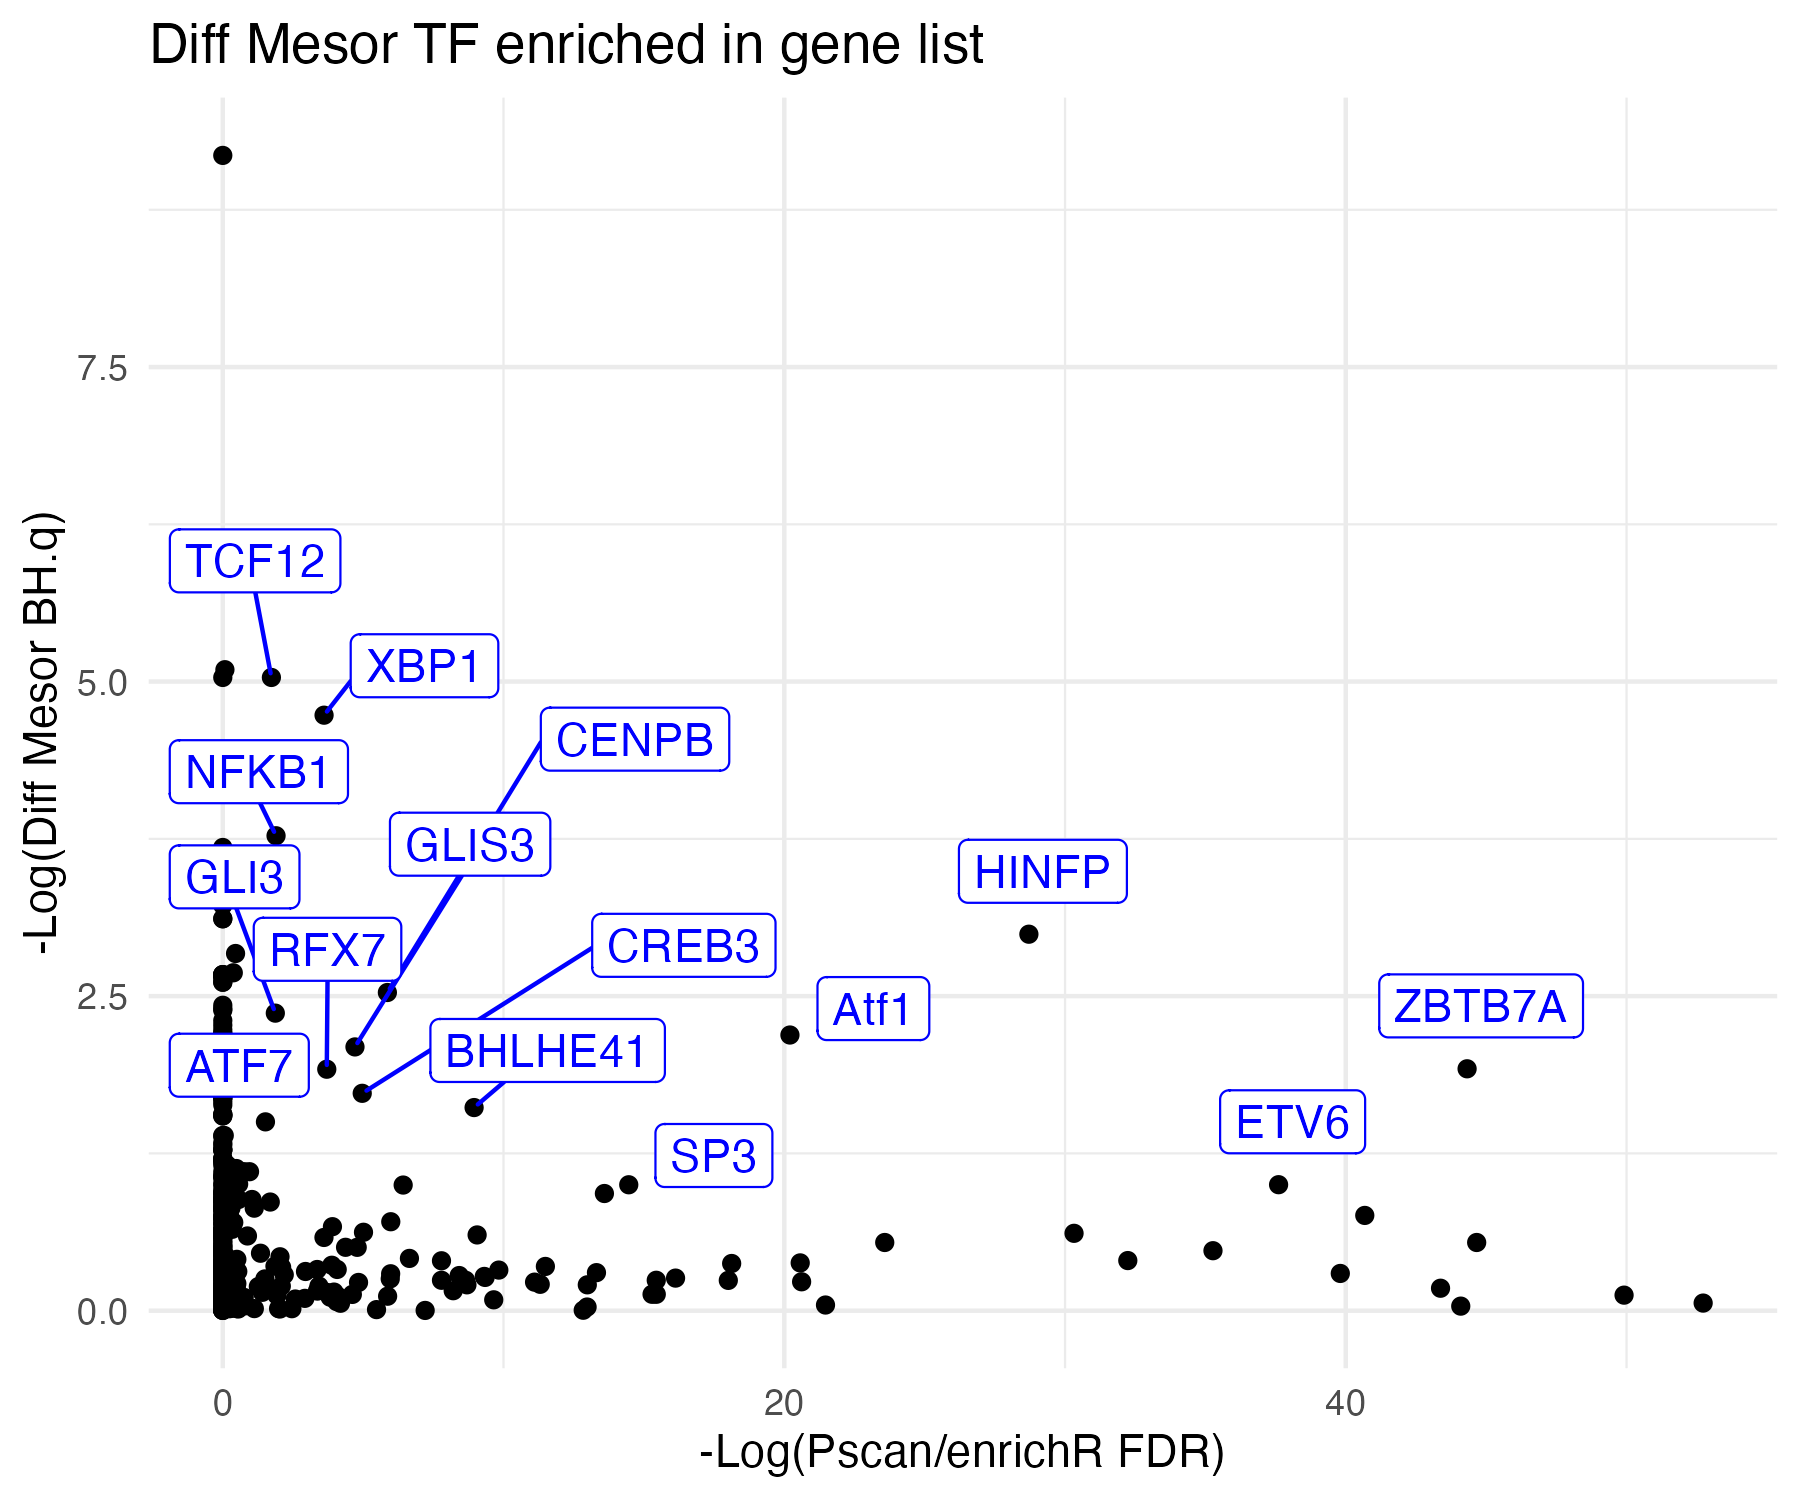 Diff Mesor TF enriched in gene list
-Log(Diff Mesor BH.q)
7.5
5.0
2.5
0.0
TCF12
XBP1
CENPB
NFKB1
GLIS3
HINFP
GLI3
RFX7
CREB3
Atf1
ZBTB7A
ATF7
BHLHE41
ETV6
SP3
0
20
40
-Log(Pscan/enrichR FDR)